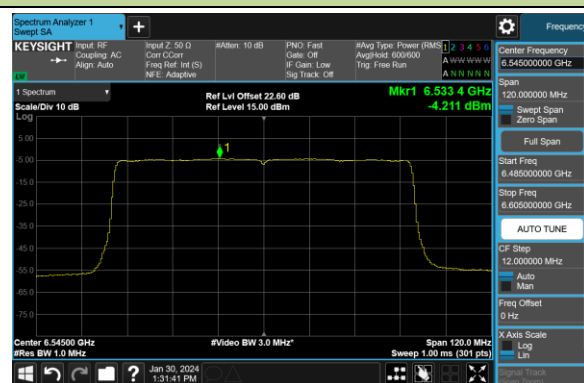 Spectrum Analyzer 1
Swept SA
+
Frequency
KEYSIGHT
Input: RF
Coupling: AC
Align: Auto
Input Z: 50 Ω
Corr CCorr
Freq Ref: Int (S)
NFE: Adaptive
#Atten: 10 dB
PNO: Fast
Gate: Off
IF Gain: Low
Sig Track: Off
#Avg Type: Power (RMS
Avg|Hold: 600/600
Trig: Free Run
1 2 3 4 5 6
A W W W W W
A N N N N N
LW
1 Spectrum
Scale/Div 10 dB
Log
Ref Lvl Offset 22.60 dB
Ref Level 15.00 dBm
Mkr1 6.533 4 GHz
-4.211 dBm
1
5.00
-5.00
-15.0
-25.0
-35.0
-45.0
-55.0
-65.0
-75.0
Center 6.54500 GHz
#Res BW 1.0 MHz
#Video BW 3.0 MHz*
Span 120.0 MHz
Sweep 1.00 ms (301 pts)
Jan 30, 2024
1:31:41 PM
?
Center Frequency
6.545000000 GHz
Span
120.000000 MHz
Swept Span
Zero Span
Full Span
Start Freq
6.485000000 GHz
Stop Freq
6.605000000 GHz
AUTO TUNE
CF Step
12.000000 MHz
Auto
Man
Freq Offset
0 Hz
X Axis Scale
Log
Lin
Signal Track